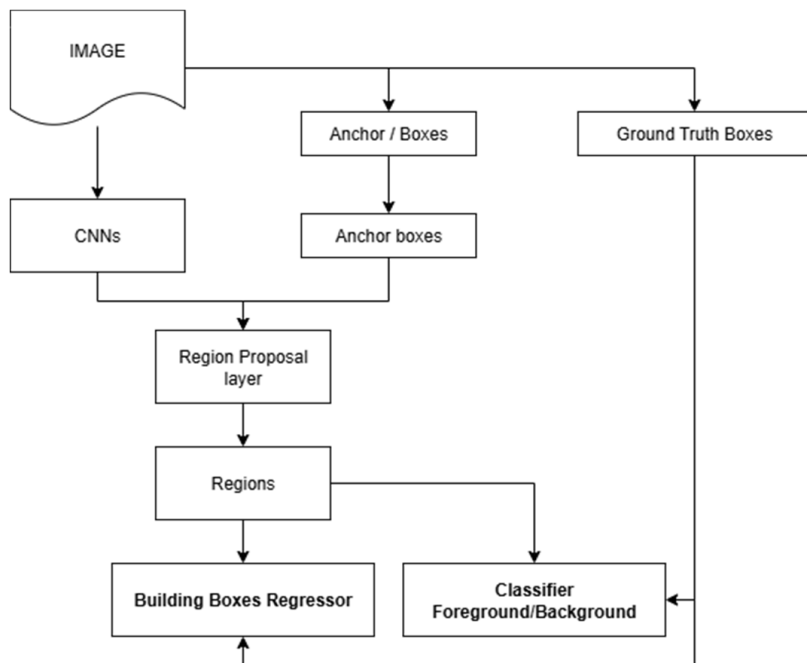 IMAGE
Anchor / Boxes
Ground Truth Boxes
CNNs
Anchor boxes
Region Proposal
layer
Regions
Building Boxes Regressor
Classifier
Foreground/Background